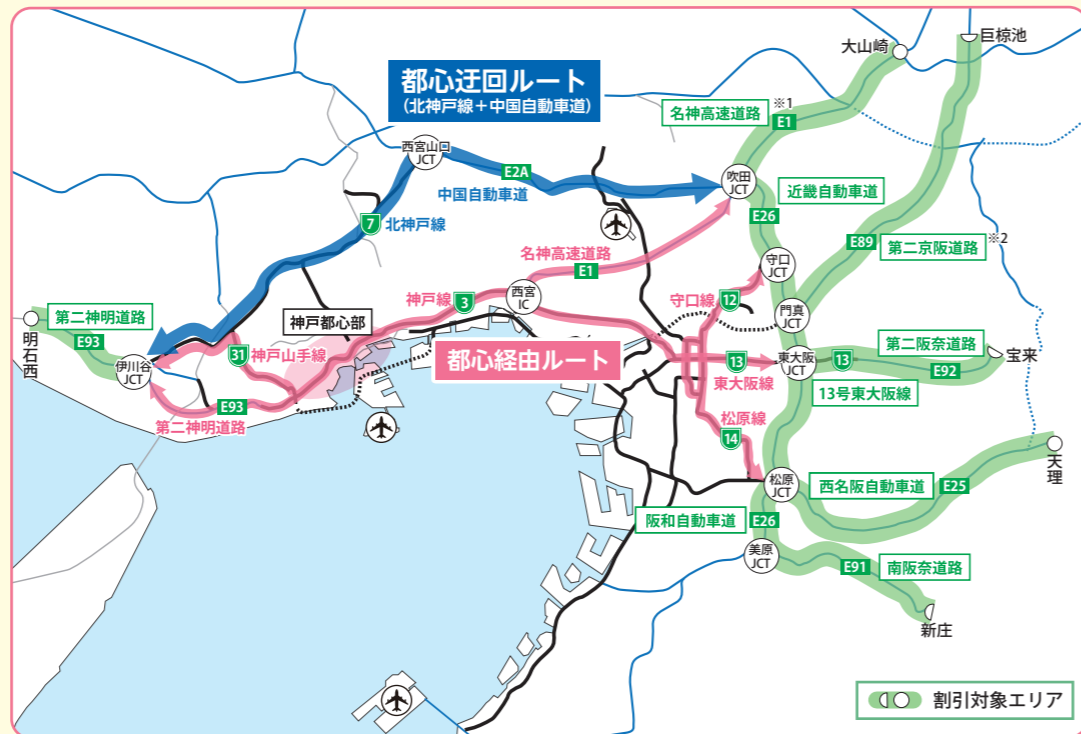 大山崎
巨椋池
都心迂回ルート
(北神戸線+中国自動車道)
名神高速道路
※1
E1
西宮山口
JCT
E2A
中国自動車道
吹田
JCT
近畿自動車道
E26
7
北神戸線
E89
第二京阪道路
※2
名神高速道路
E1
守口
JCT
神戸線
3
西宮
IC
守口線
12
門真
JCT
第二神明道路
E93
明石西
神戸都心部
伊川谷
JCT
31
神戸山手線
都心経由ルート
13
東大阪線
東大阪
JCT
13
第二阪奈道路
E92
宝来
13号東大阪線
E93
第二神明道路
松原線
14
松原
JCT
西名阪自動車道
E25
天理
阪和自動車道
E26
美原
JCT
E91
南阪奈道路
新庄
割引対象エリア